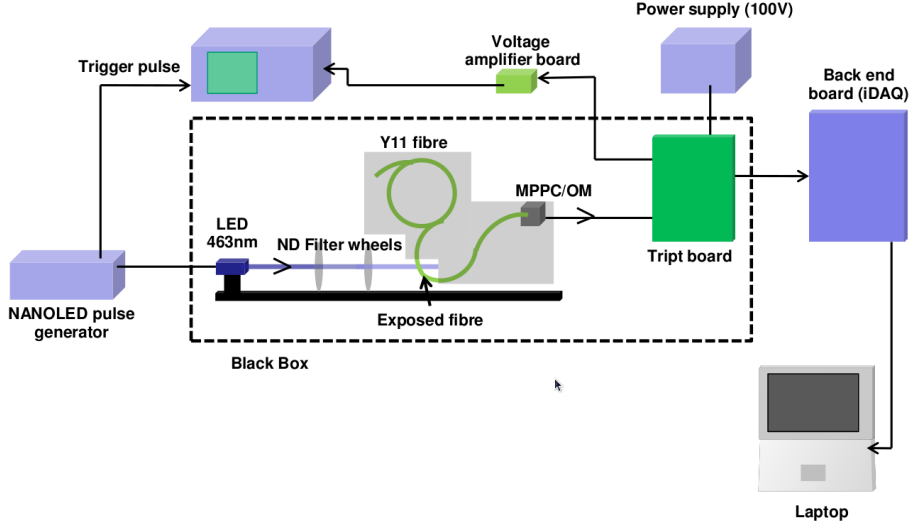 Power supply (100V)
Voltage
amplifier board
Trigger pulse
Back end
board (iDAQ)
Y11 fibre
MPPC/OM
LED
463nm
ND Filter wheels
Tript board
NANOLED pulse
generator
Exposed fibre
Black Box
Laptop